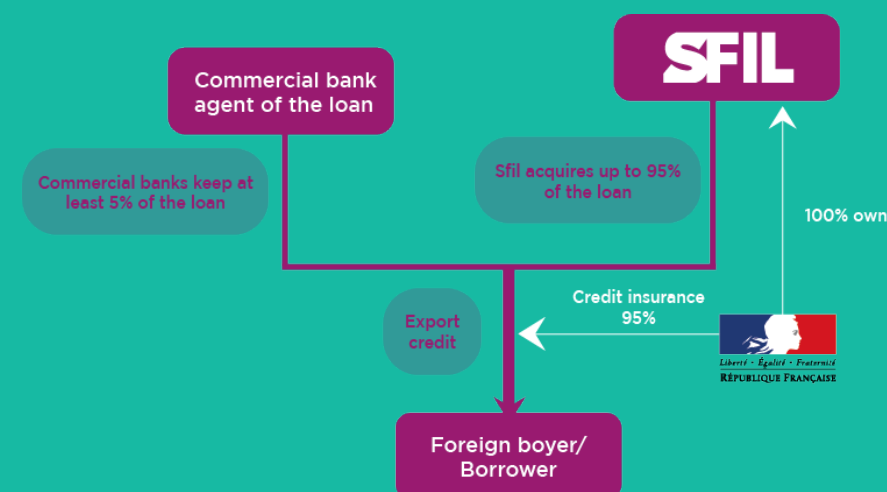 SFIL
Commercial bank
agent of the loan
Commercial banks keep at
least 5% of the loan
Sfil acquires up to 95%
of the loan
100% own
Credit insurance
95%
Export
credit
Liberté • Égalité • Fraternité
RÉPUBLIQUE FRANÇAISE
Foreign boyer/
Borrower